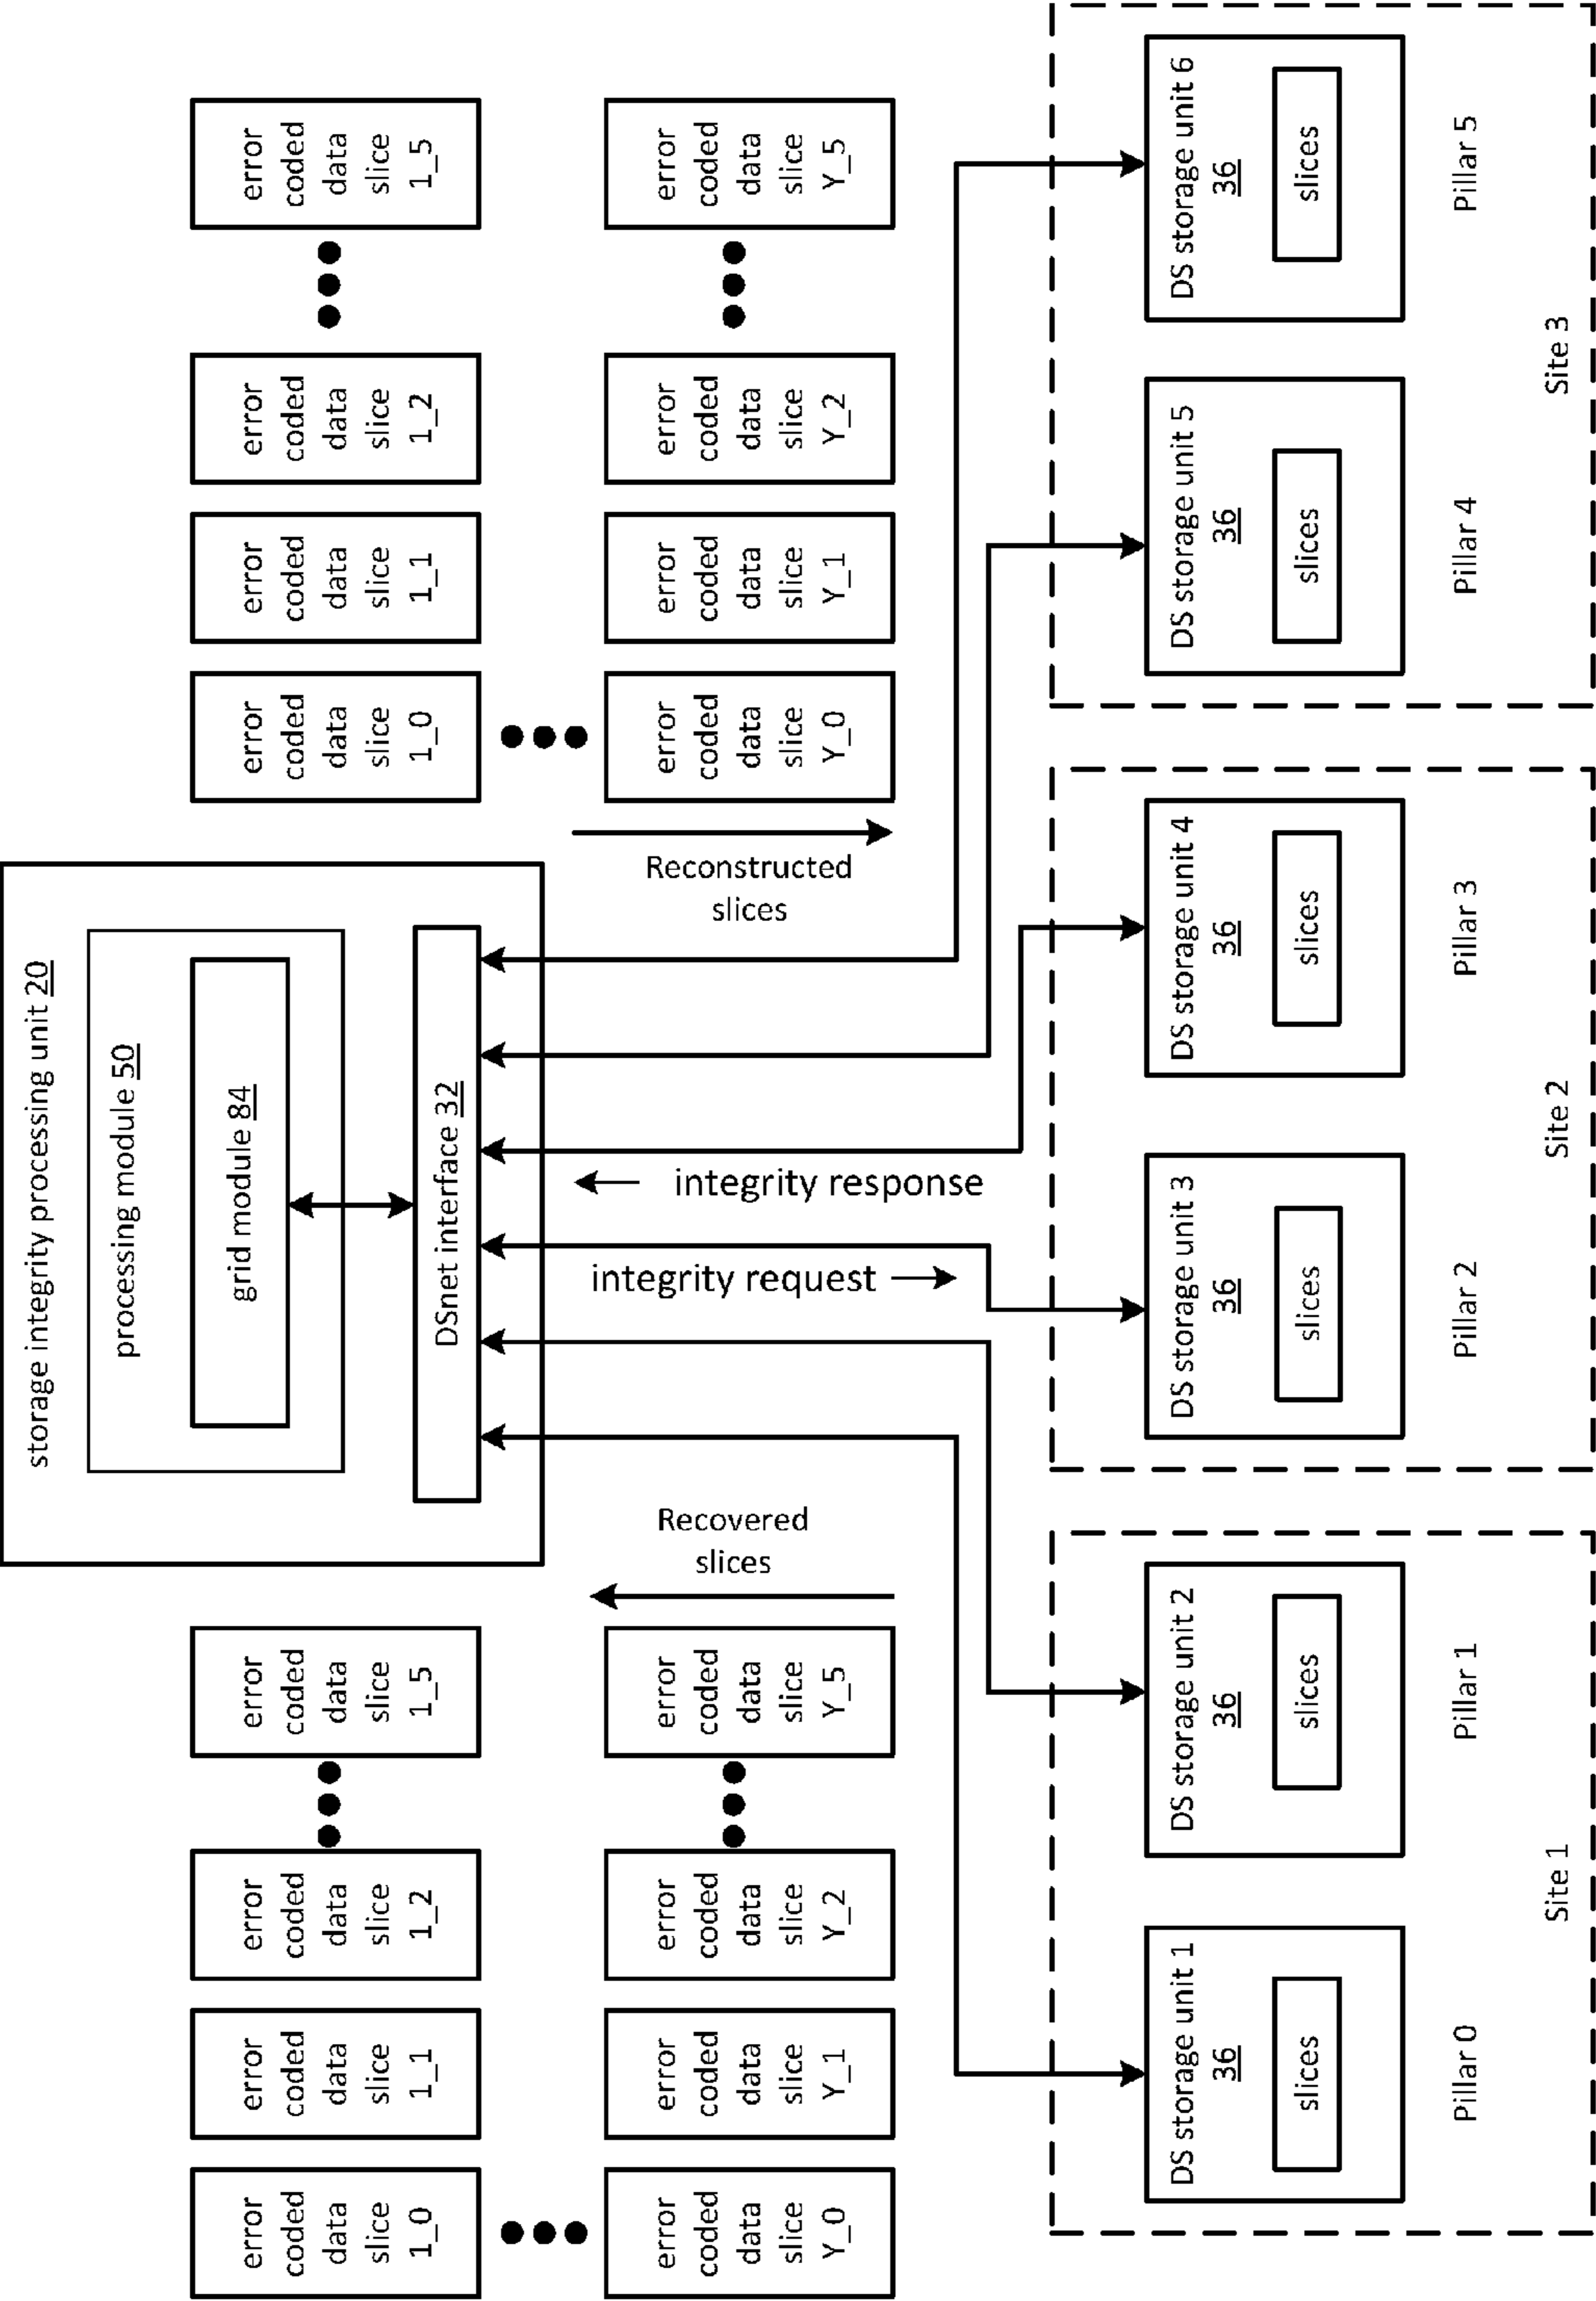 storage integrity processing unit 20
processing module 50
grid module 84
DSnet interface 32
error
coded
data
slice
1_0
error
coded
data
slice
1_1
error
coded
data
slice
1_2
error
coded
data
slice
1_5
error
coded
data
slice
Y_0
error
coded
data
slice
Y_1
error
coded
data
slice
Y_2
error
coded
data
slice
Y_5
Recovered
slices
integrity request
integrity response
Reconstructed
slices
error
coded
data
slice
1_0
error
coded
data
slice
1_1
error
coded
data
slice
1_2
error
coded
data
slice
1_5
error
coded
data
slice
Y_0
error
coded
data
slice
Y_1
error
coded
data
slice
Y_2
error
coded
data
slice
Y_5
DS storage unit 1
36
slices
Pillar 0
DS storage unit 2
36
slices
Pillar 1
Site 1
DS storage unit 3
36
slices
Pillar 2
DS storage unit 4
36
slices
Pillar 3
Site 2
DS storage unit 5
36
slices
Pillar 4
DS storage unit 6
36
slices
Pillar 5
Site 3